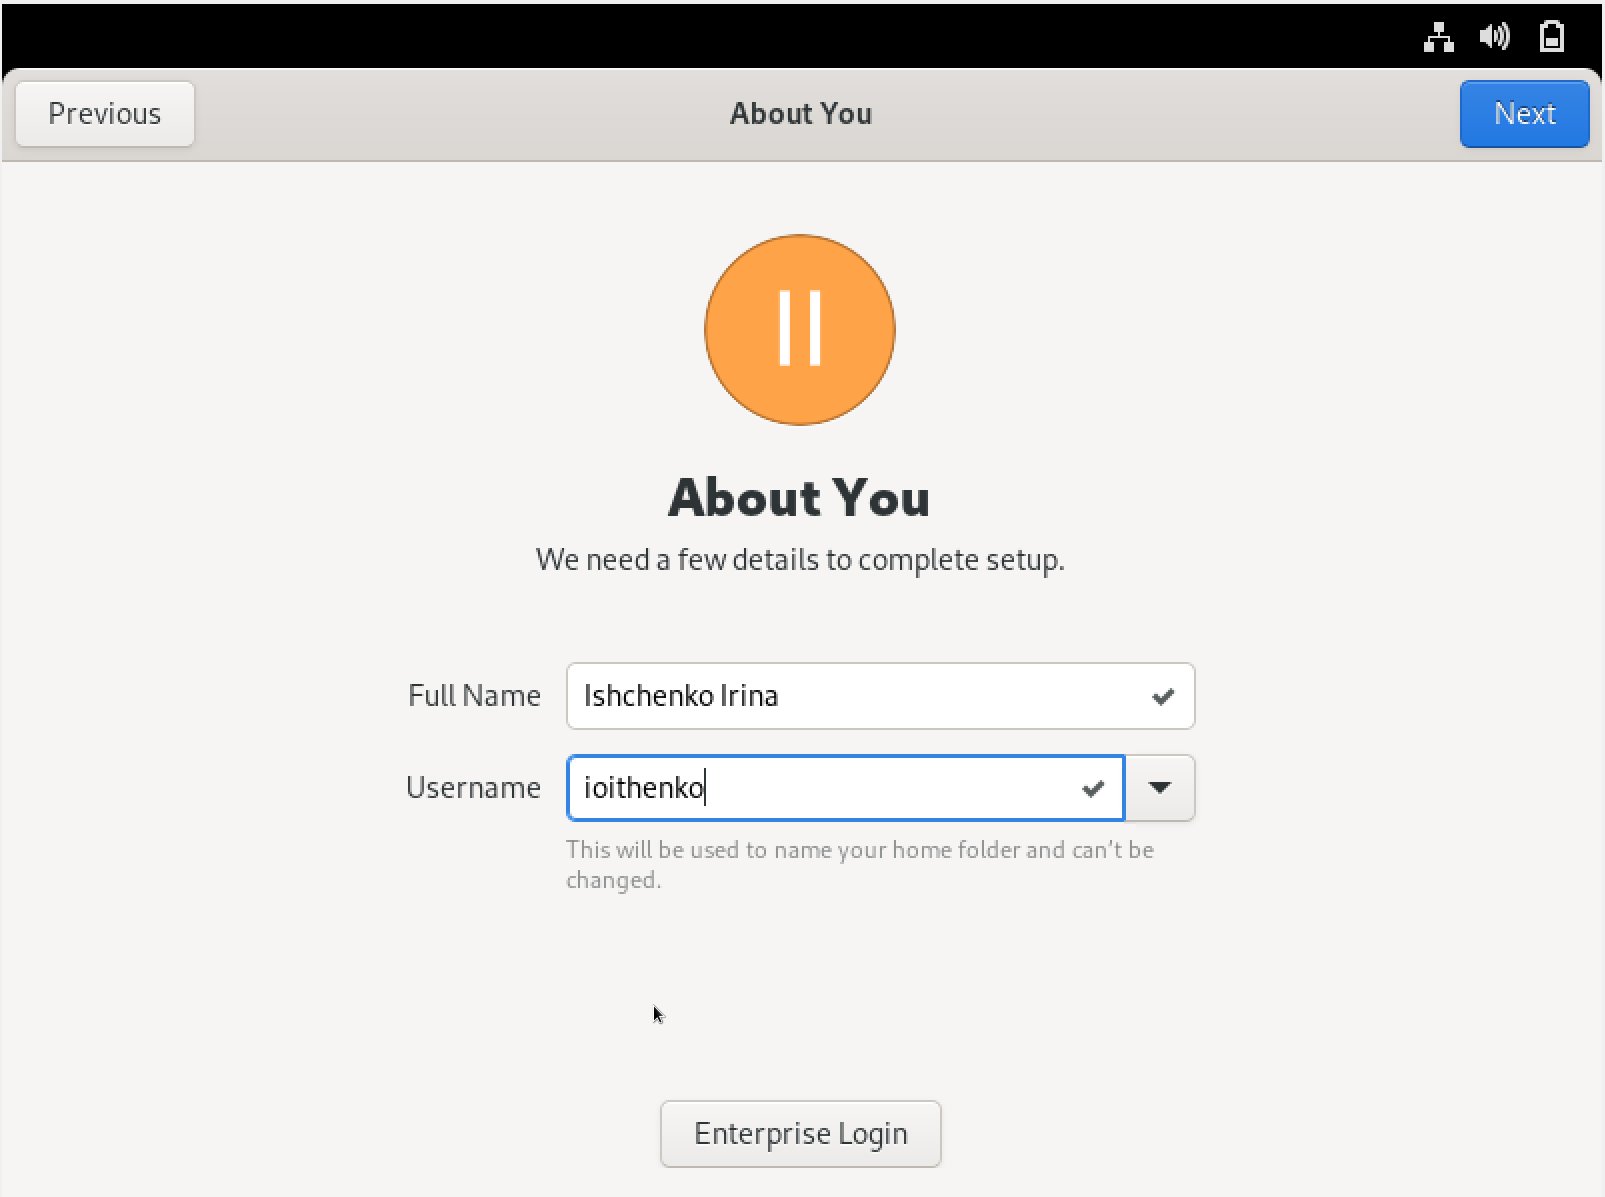 Previous
About You
Next
II
About You
We need a few details to complete setup.
Full Name
Ishchenko Irina
Username
ioithenko
This will be used to name your home folder and can’t be
changed.
Enterprise Login